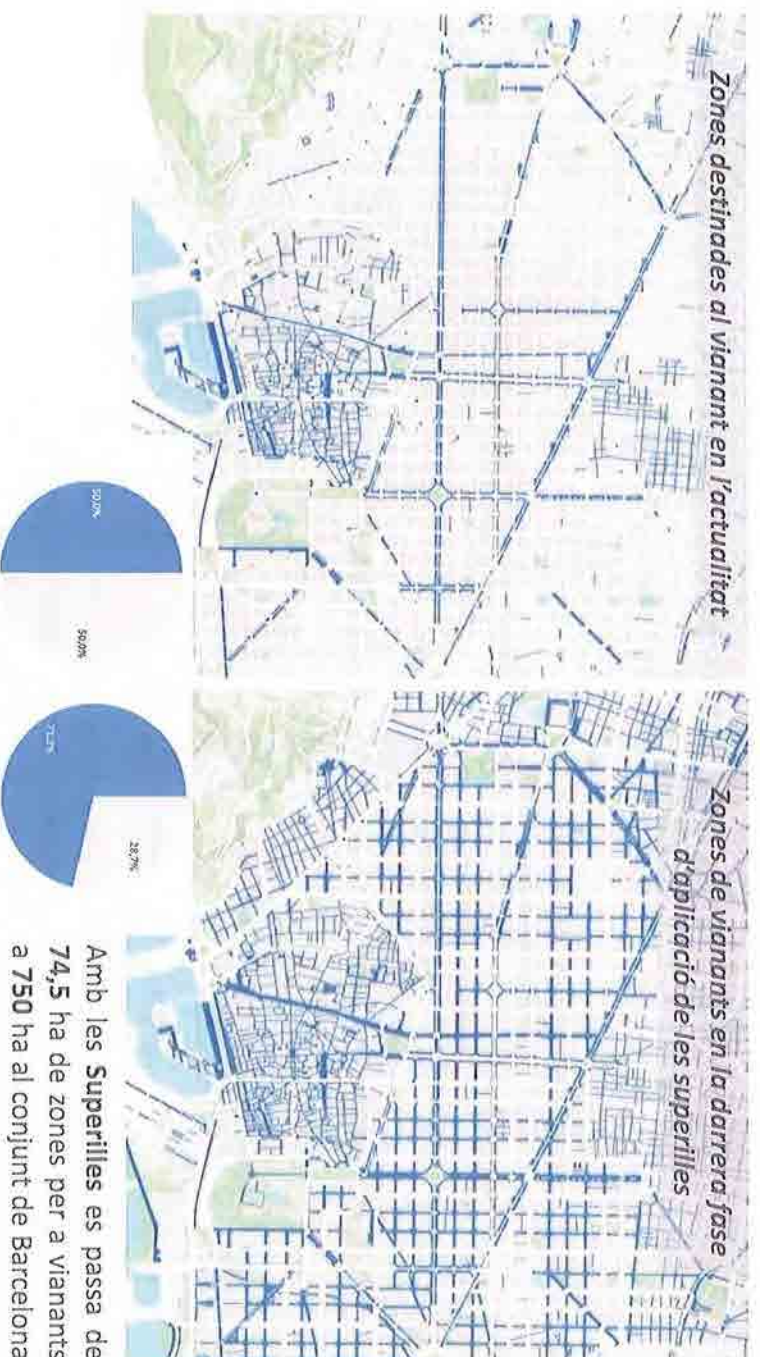 Zones destinades al vianant en l'actualitat
50,0%
50,0%
Zones de vianants en la darrera fase
d'aplicació de les superilles
71,3%
28,7%
Amb les Superilles es passa de
74,5 ha de zones per a vianants
a 750 ha al conjunt de Barcelona